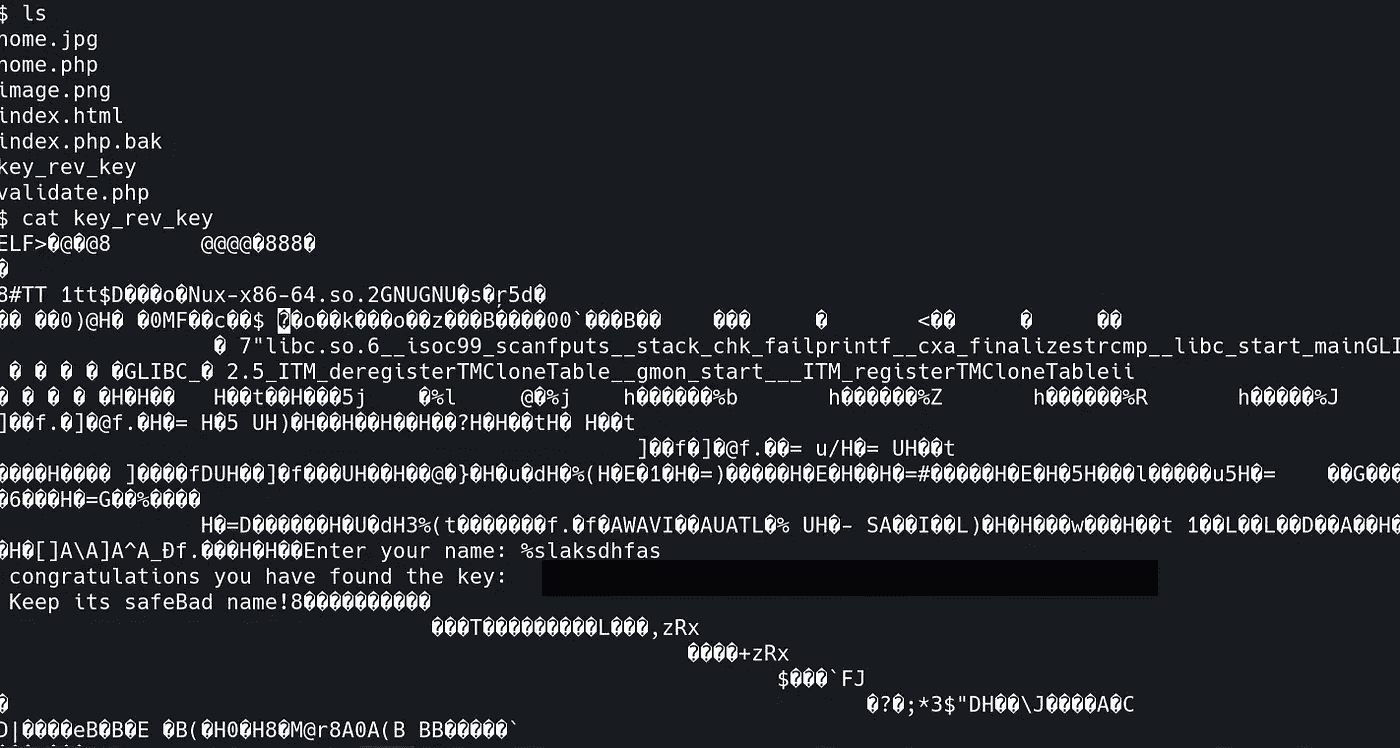 $ ls
home.jpg
home.php
image.png
index.html
index.php.bak
key_rev_key
validate.php
$ cat key_rev_key
ELF>�@�@8 @@@@�888�
�
8#TT 1tt$D���o�Nux-x86-64.so.2GNUGNU�s�r5d�
�� ��0)@H� �0MF��c��$ ?�o��k���o��z���B����00`���B�� ��� � <�� � ��
� 7"libc.so.6__isoc99_scanfputs__stack_chk_failprintf__cxa_finalizestrcmp__libc_start_mainGLI
� � � � �GLIBC_� 2.5_ITM_deregisterTMCloneTable__gmon_start___ITM_registerTMCloneTableii
� � � � �H�H�� H��t��H���5j �%l @�%j h������%b h������%Z h������%R h�����%J
]��f.�]�@f.�H�= H�5 UH)�H��H��H��H��?H�H��tH� H��t
]��f�]�@f.��= u/H�= UH��t
����H���� ]����fDUH��]�f���UH��H��@�}�H�u�dH�%(H�E�1�H�=)�����H�E�H��H�=#�����H�E�H�5H���l�����u5H�= ��G���
�6���H�=G��%����
H�=D������H�U�dH3%(t�������f.�f�AWAVI��AUATL�% UH�- SA��I��L)�H�H���w���H��t 1��L��L��D��A��H�
�H�[]A\A]A^A_Ðf.���H�H��Enter your name: %slaksdhfas
congratulations you have found the key:
Keep its safeBad name!8����������
���T���������L���,zRx
����+zRx
$���`FJ
� �?�;*3$"DH��\J����A�C
D|����eB�B�E �B(�H0�H8�M@r8A0A(B BB�����`